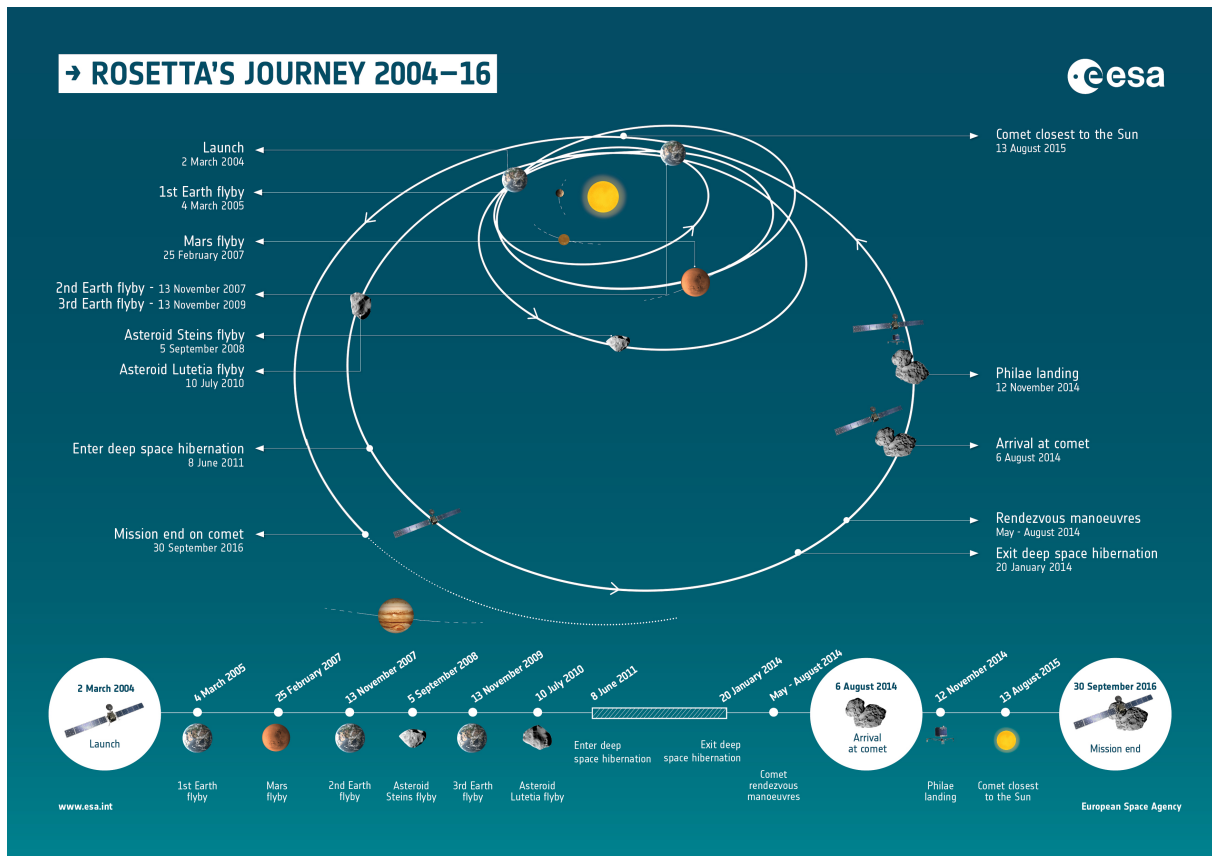 → ROSETTA'S JOURNEY 2004–16
esa
Launch
2 March 2004
1st Earth flyby
4 March 2005
Mars flyby
25 February 2007
2nd Earth flyby - 13 November 2007
3rd Earth flyby - 13 November 2009
Asteroid Steins flyby
5 September 2008
Asteroid Lutetia flyby
10 July 2010
Enter deep space hibernation
8 June 2011
Mission end on comet
30 September 2016
Comet closest to the Sun
13 August 2015
Philae landing
12 November 2014
Arrival at comet
6 August 2014
Rendezvous manoeuvres
May - August 2014
Exit deep space hibernation
20 January 2014
2 March 2004
Launch
4 March 2005
1st Earth
flyby
25 February 2007
Mars
flyby
13 November 2007
2nd Earth
flyby
5 September 2008
Asteroid
Steins flyby
13 November 2009
3rd Earth
flyby
10 July 2010
Asteroid
Lutetia flyby
8 June 2011
Enter deep
space hibernation
20 January 2014
Exit deep
space hibernation
May - August 2014
Comet
rendezvous
manoeuvres
6 August 2014
Arrival
at comet
12 November 2014
Philae
landing
13 August 2015
Comet closest
to the Sun
30 September 2016
Mission end
www.esa.int
European Space Agency